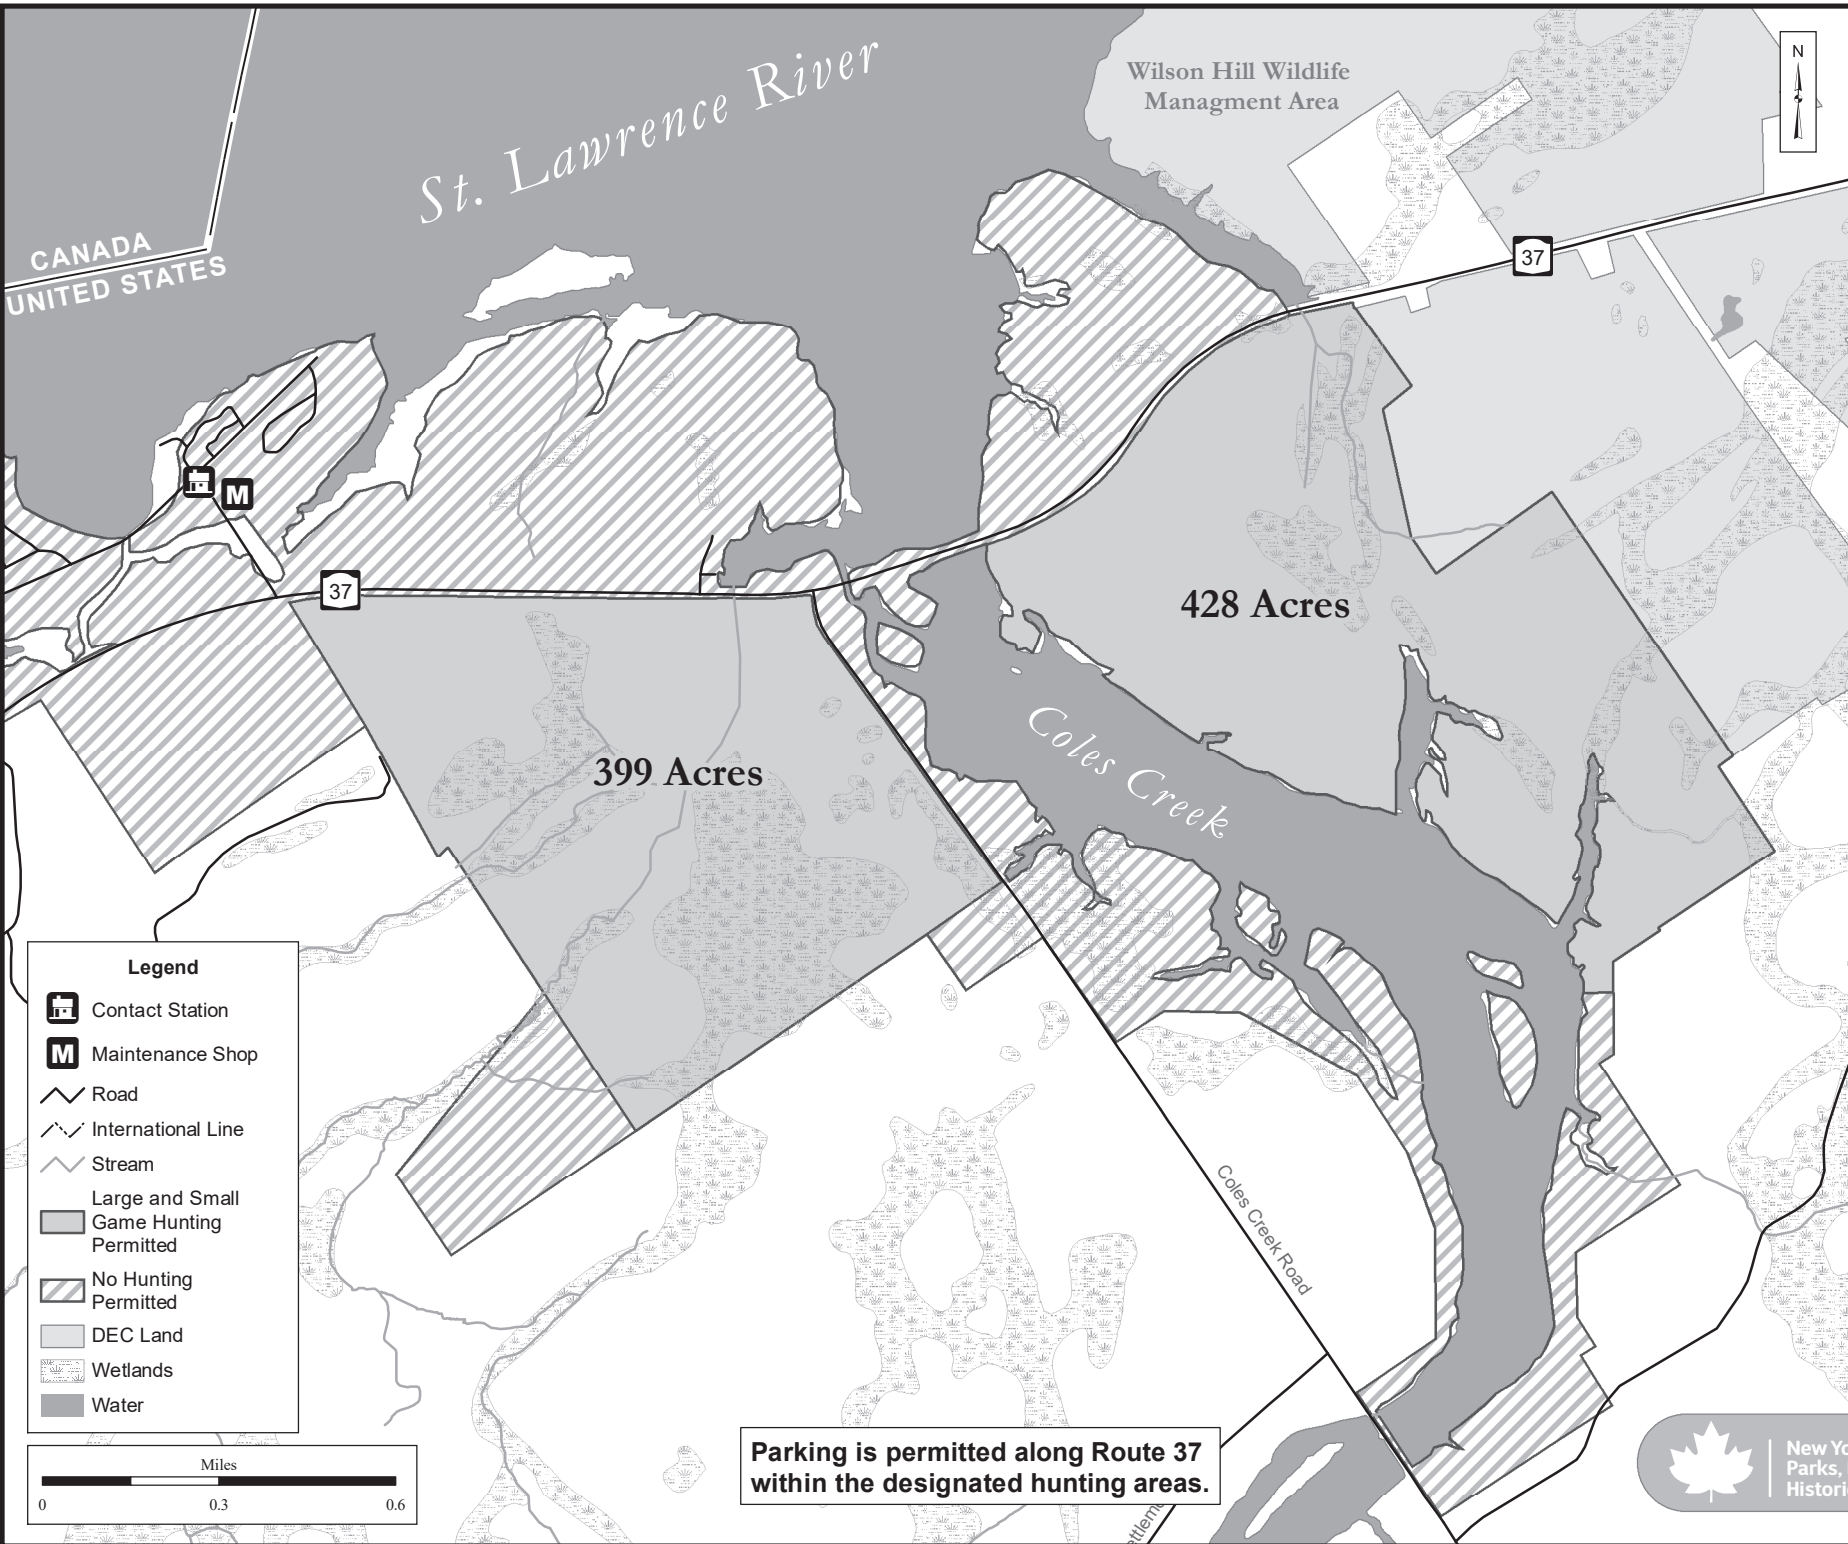 St. Lawrence River
Wilson Hill Wildlife
Managment Area
N
CANADA
UNITED STATES
37
37
M
428 Acres
399 Acres
Coles Creek
Coles Creek Road
Legend
Contact Station
M Maintenance Shop
Road
International Line
Stream
Large and Small
Game Hunting
Permitted
No Hunting
Permitted
DEC Land
Wetlands
Water
Miles
0 0.3 0.6
Parking is permitted along Route 37
within the designated hunting areas.
Parks,